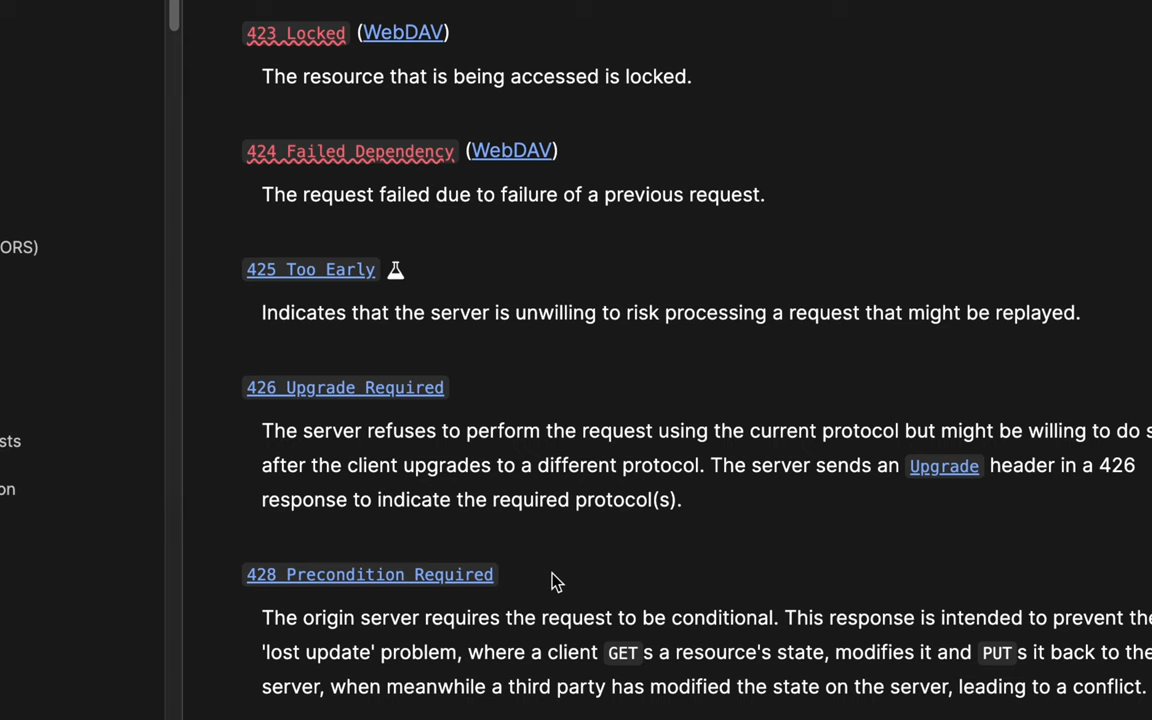 423 Locked (WebDAV)
The resource that is being accessed is locked.
424 Failed Dependency (WebDAV)
The request failed due to failure of a previous request.
ORS)
425 Too Early
Indicates that the server is unwilling to risk processing a request that might be replayed.
426 Upgrade Required
The server refuses to perform the request using the current protocol but might be willing to do s
sts
after the client upgrades to a different protocol. The server sends an Upgrade header in a 426
on
response to indicate the required protocol(s).
428 Precondition Required
The origin server requires the request to be conditional. This response is intended to prevent the
'lost update' problem, where a client GETs a resource's state, modifies it and PUTs it back to the
server, when meanwhile a third party has modified the state on the server, leading to a conflict.